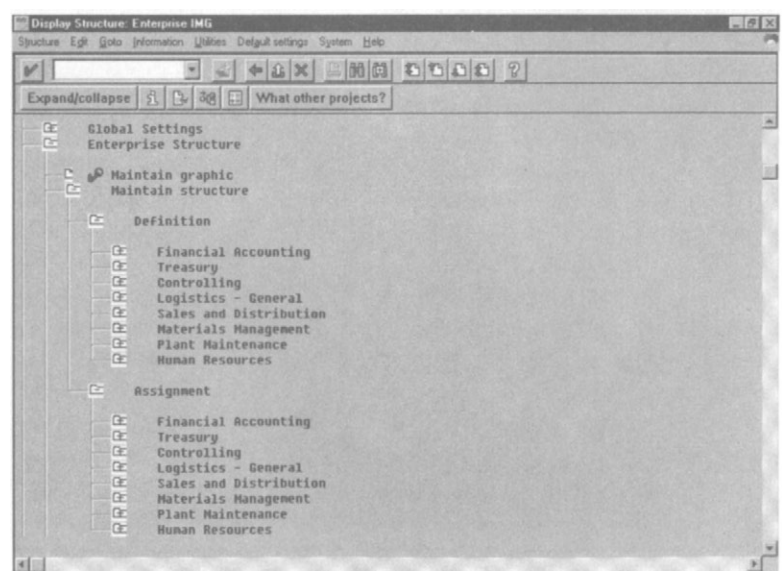 Display Structure: Enterprise IMG
Structure Edit Goto Information Utilities Default settings System Help
Expand/collapse What other projects?
Global Settings
Enterprise Structure
Maintain graphic
Maintain structure
Definition
Financial Accounting
Treasury
Controlling
Logistics - General
Sales and Distribution
Materials Management
Plant Maintenance
Human Resources
Assignment
Financial Accounting
Treasury
Controlling
Logistics - General
Sales and Distribution
Materials Management
Plant Maintenance
Human Resources